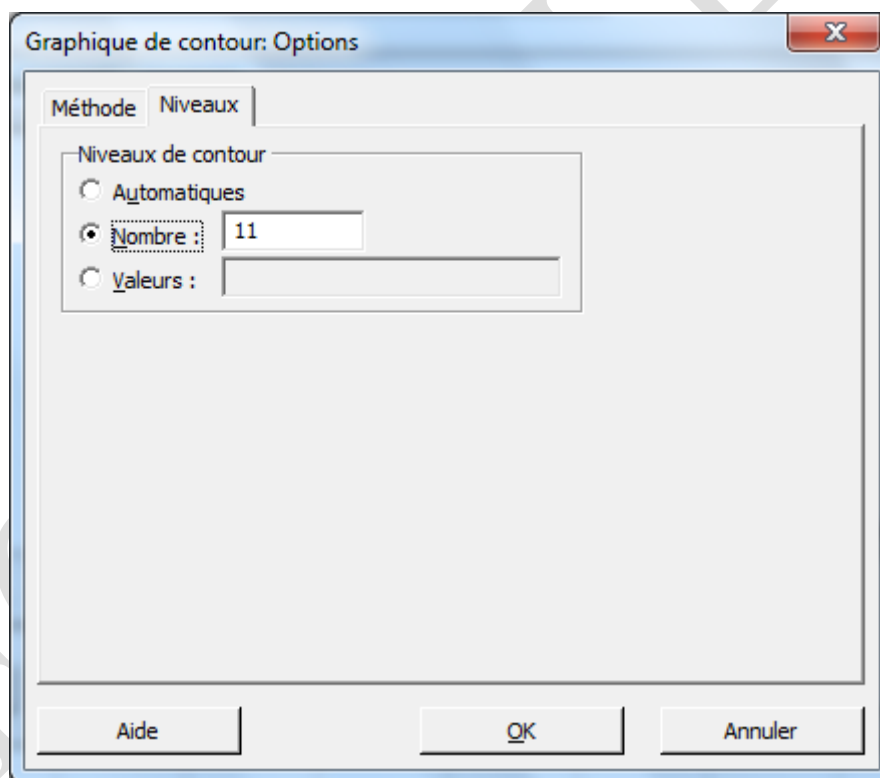 Graphique de contour: Options
Méthode Niveaux
Niveaux de contour
Automatiques
Nombre : 11
Valeurs :
Aide OK Annuler